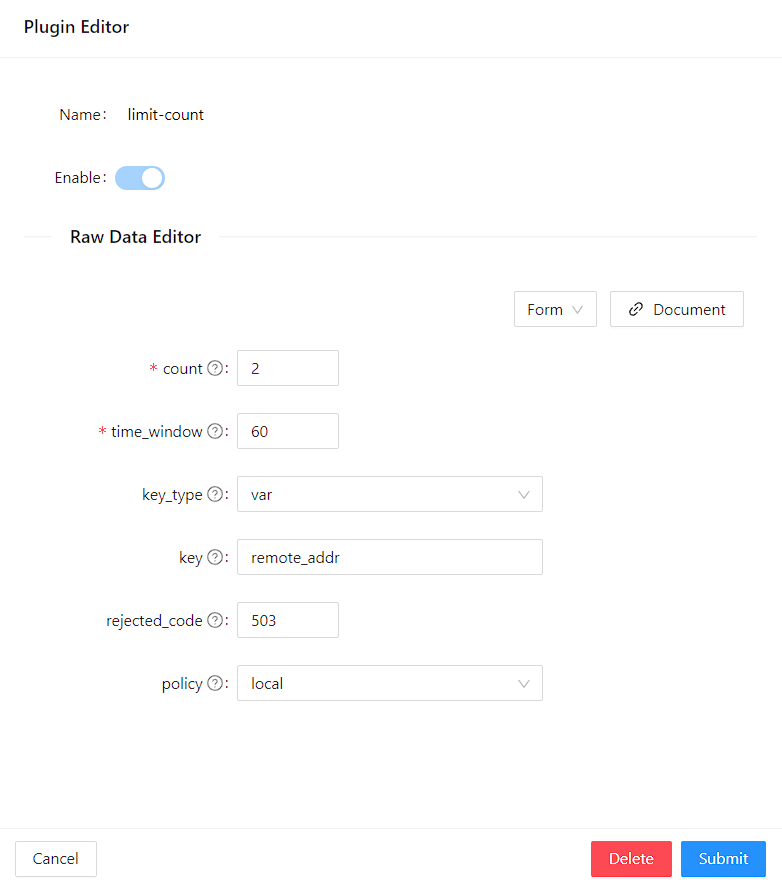 Plugin Editor
Name: limit-count
Enable:
Raw Data Editor
Form Document
* count ?: 2
* time_window ?: 60
key_type ?: var
key ?: remote_addr
rejected_code ?: 503
policy ?: local
Cancel Delete Submit